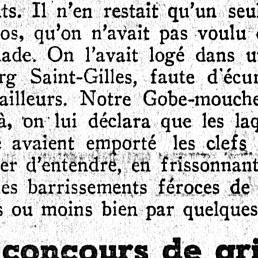 ts. Il n'en restait qu'un seul
os, qu'on n'avait pas voulu
ade. On l'avait logé dans u
rg Saint-Gilles, faute d'écur
ailleurs. Notre Gobe-mouche
à, on lui déclara que les laq
avaient emporté les clefs
er d'entendre, en frissonnant
es barrissements féroces de
s ou moins bien par quelques
concours de gri